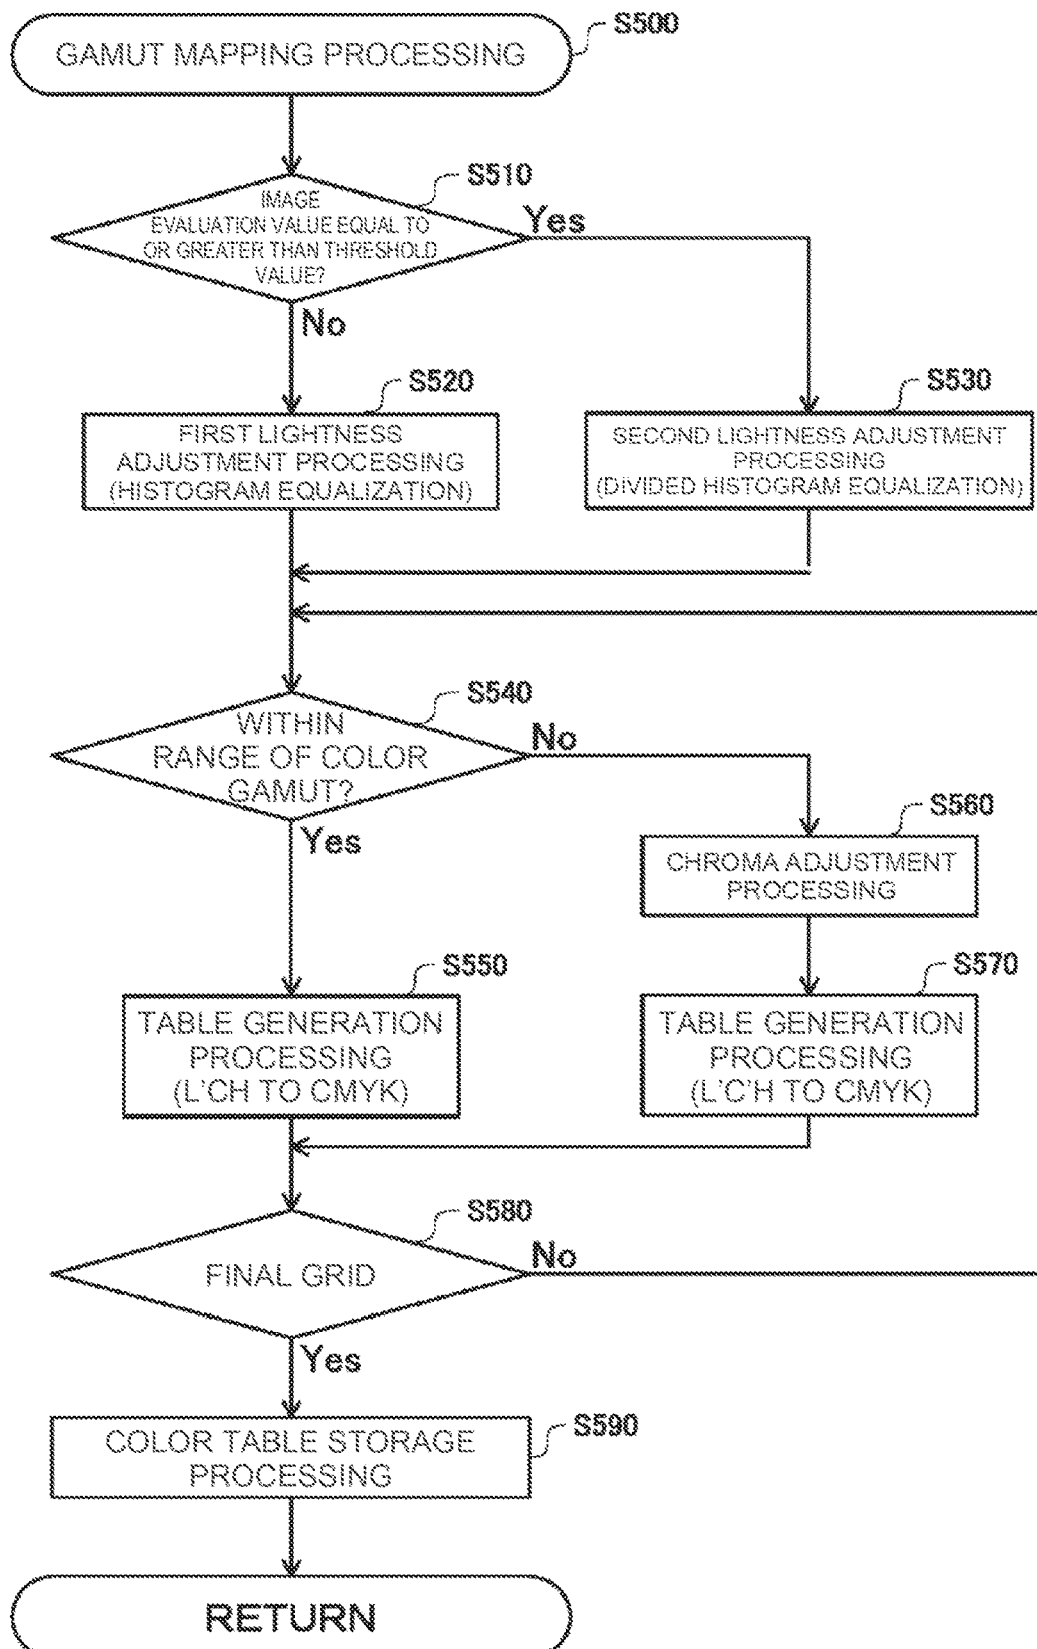 S500
GAMUT MAPPING PROCESSING
S510
IMAGE
EVALUATION VALUE EQUAL TO
OR GREATER THAN THRESHOLD
VALUE?
Yes
No
S520
FIRST LIGHTNESS
ADJUSTMENT PROCESSING
(HISTOGRAM EQUALIZATION)
S530
SECOND LIGHTNESS ADJUSTMENT
PROCESSING
(DIVIDED HISTOGRAM EQUALIZATION)
S540
WITHIN
RANGE OF COLOR
GAMUT?
No
Yes
S560
CHROMA ADJUSTMENT
PROCESSING
S550
TABLE GENERATION
PROCESSING
(L'CH TO CMYK)
S570
TABLE GENERATION
PROCESSING
(L'C'H TO CMYK)
S580
FINAL GRID
No
Yes
S590
COLOR TABLE STORAGE
PROCESSING
RETURN